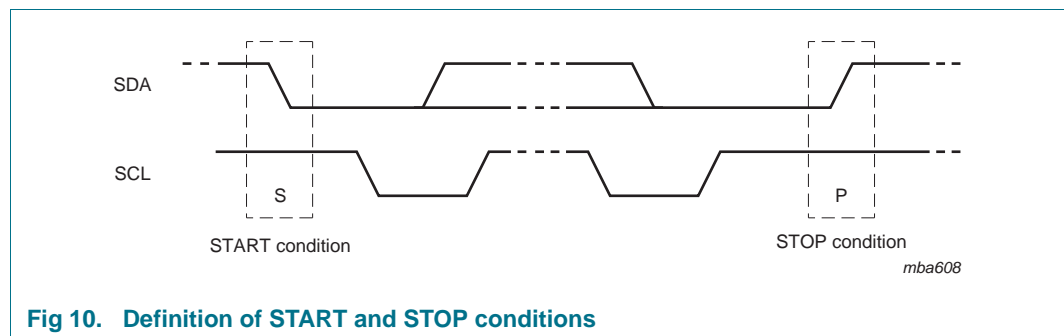 SDA
SCL
S
P
START condition
STOP condition
mba608
Fig 10. Definition of START and STOP conditions